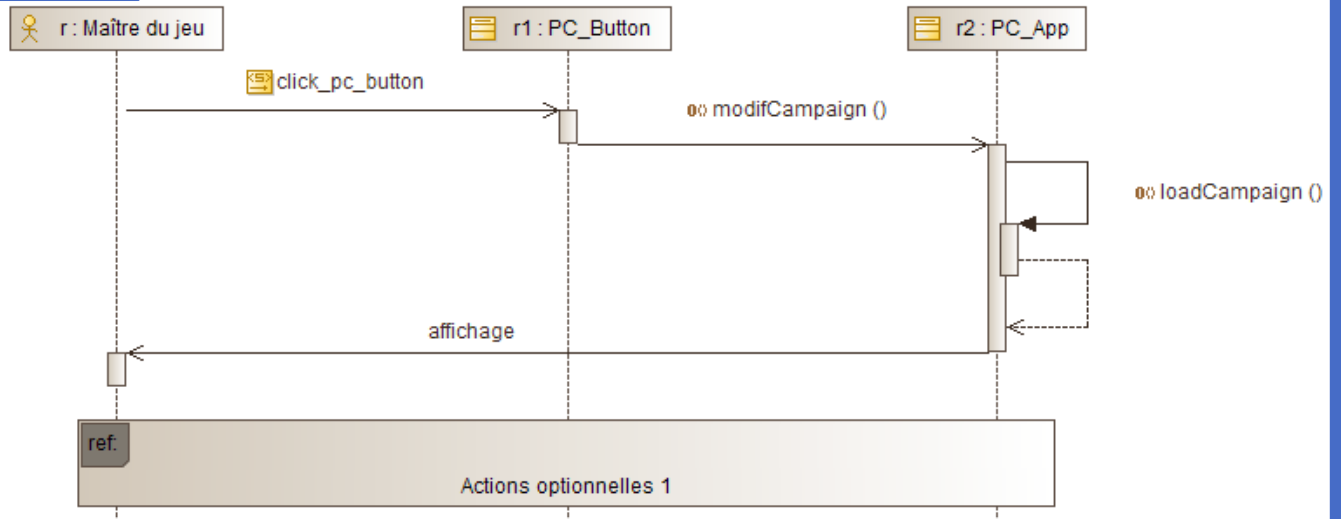 r : Maître du jeu
r1 : PC_Button
r2 : PC_App
click_pc_button
modifCampaign ()
loadCampaign ()
affichage
ref:
Actions optionnelles 1